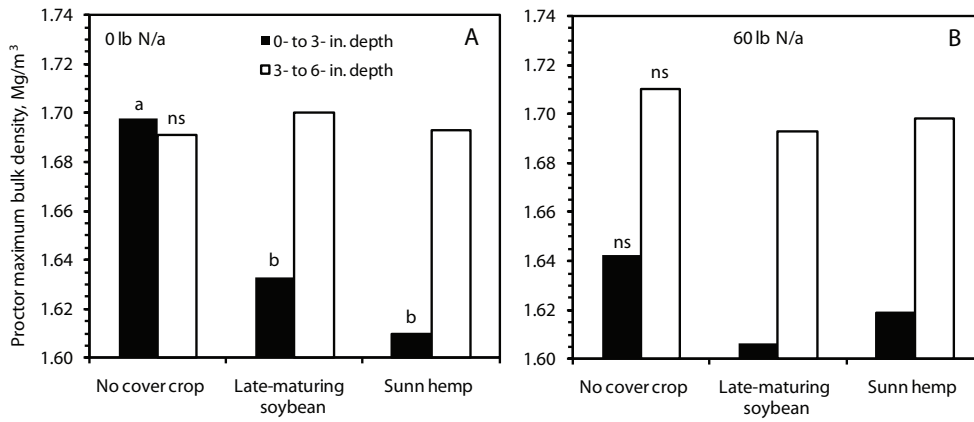 Proctor maximum bulk density, Mg/m³
1.74
1.72
1.70
1.68
1.66
1.64
1.62
1.60
0 lb N/a
A
0- to 3- in. depth
3- to 6- in. depth
a
ns
b
b
No cover crop
Late-maturing
soybean
Sunn hemp
1.74
1.72
1.70
1.68
1.66
1.64
1.62
1.60
60 lb N/a
B
ns
ns
No cover crop
Late-maturing
soybean
Sunn hemp